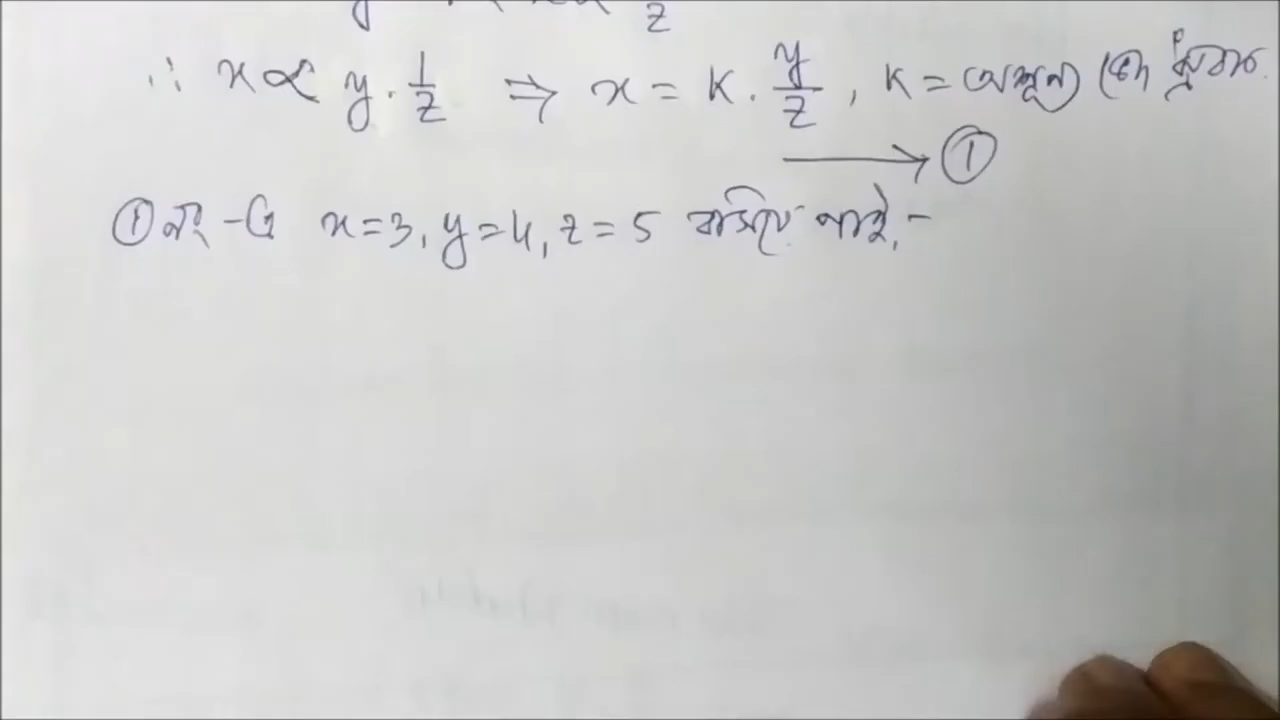 y z
∴ x ∝ y . 1/z ⇒ x = K . y/z , K = অশূন্য ভেদ ধ্রুবক
⟶ ①
① নং -এ x = 3, y = 4, z = 5 বসিয়ে পাই,-